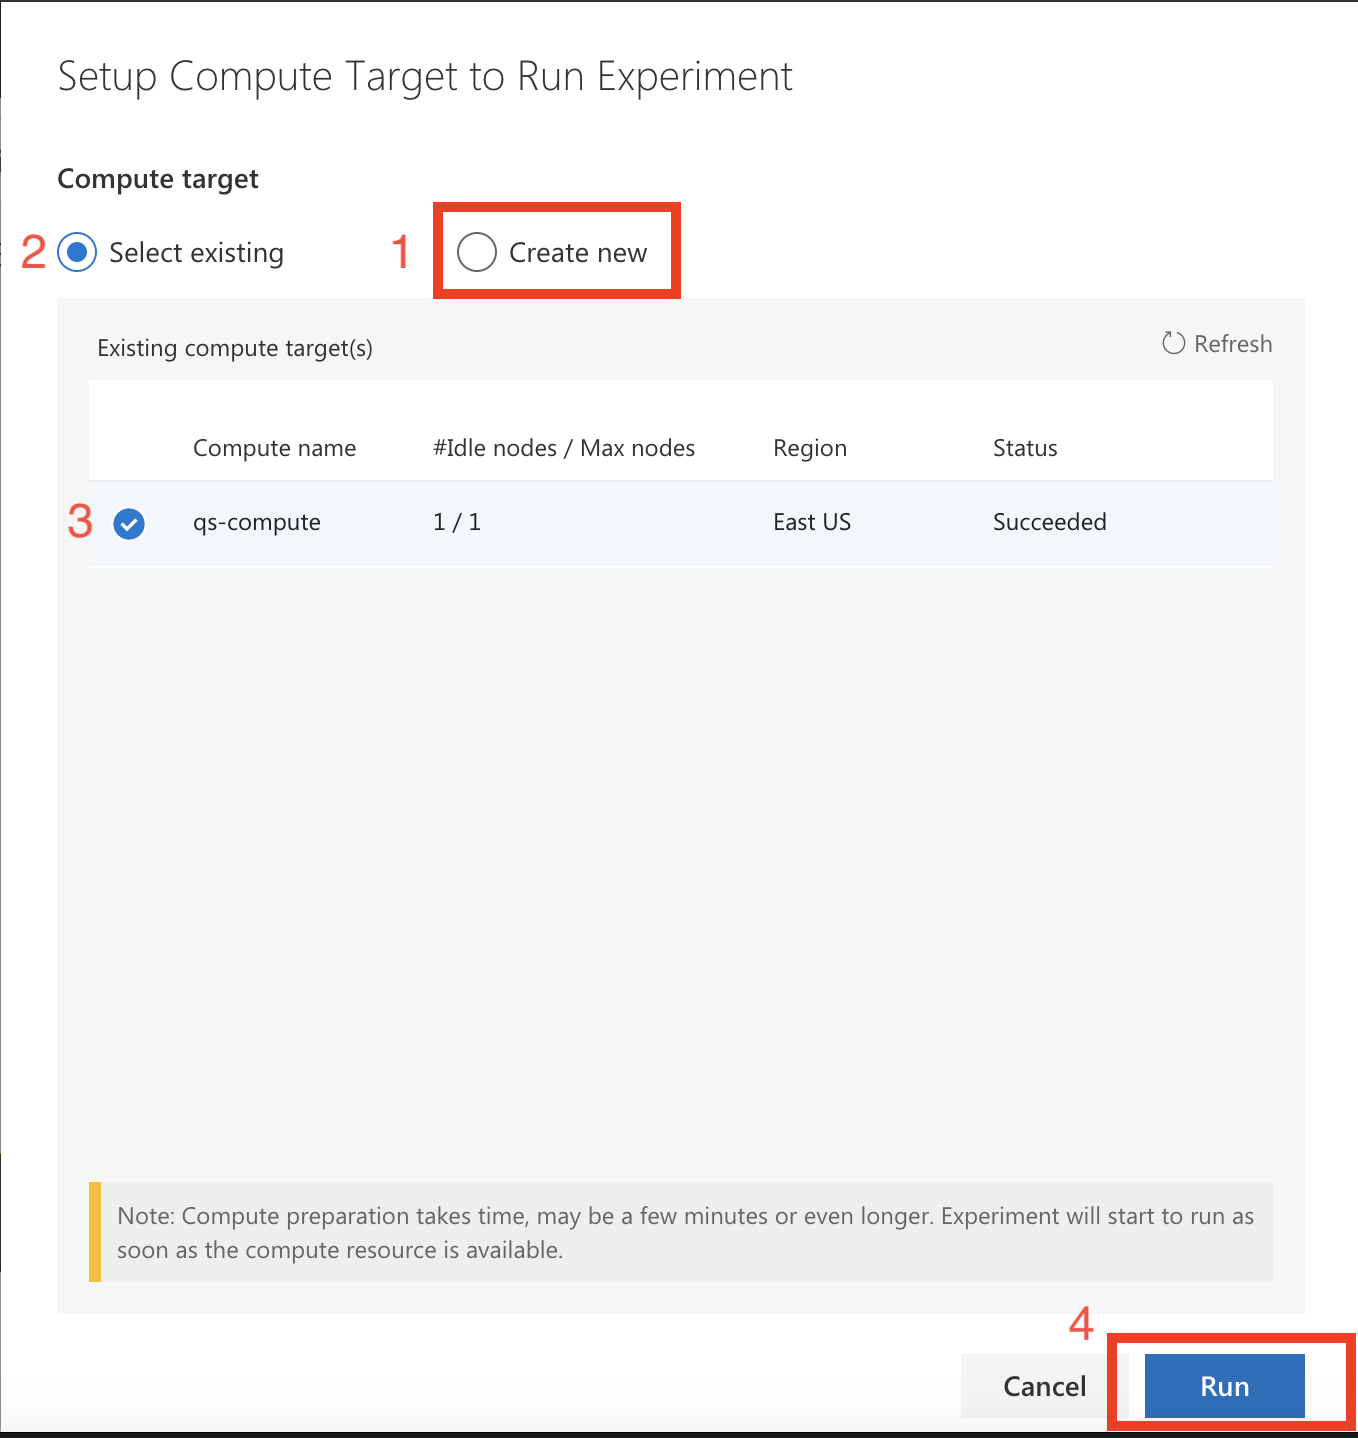 Setup Compute Target to Run Experiment
Compute target
2 Select existing 1 Create new
Existing compute target(s) Refresh
Compute name #Idle nodes / Max nodes Region Status
3 qs-compute 1 / 1 East US Succeeded
Note: Compute preparation takes time, may be a few minutes or even longer. Experiment will start to run as
soon as the compute resource is available.
4
Cancel Run